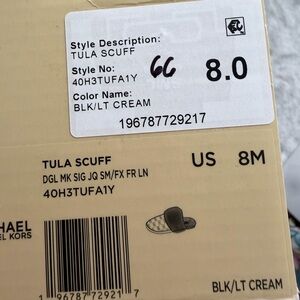 Style Description:
TULA SCUFF
Style No:
40H3TUFA1Y
66
8.0
Color Name:
BLK/LT CREAM
196787729217
TULA SCUFF
US 8M
DGL MK SIG JQ SM/FX FR LN
40H3TUFA1Y
HAEL
EL KORS
1 96787 72921 7
BLK/LT CREAM